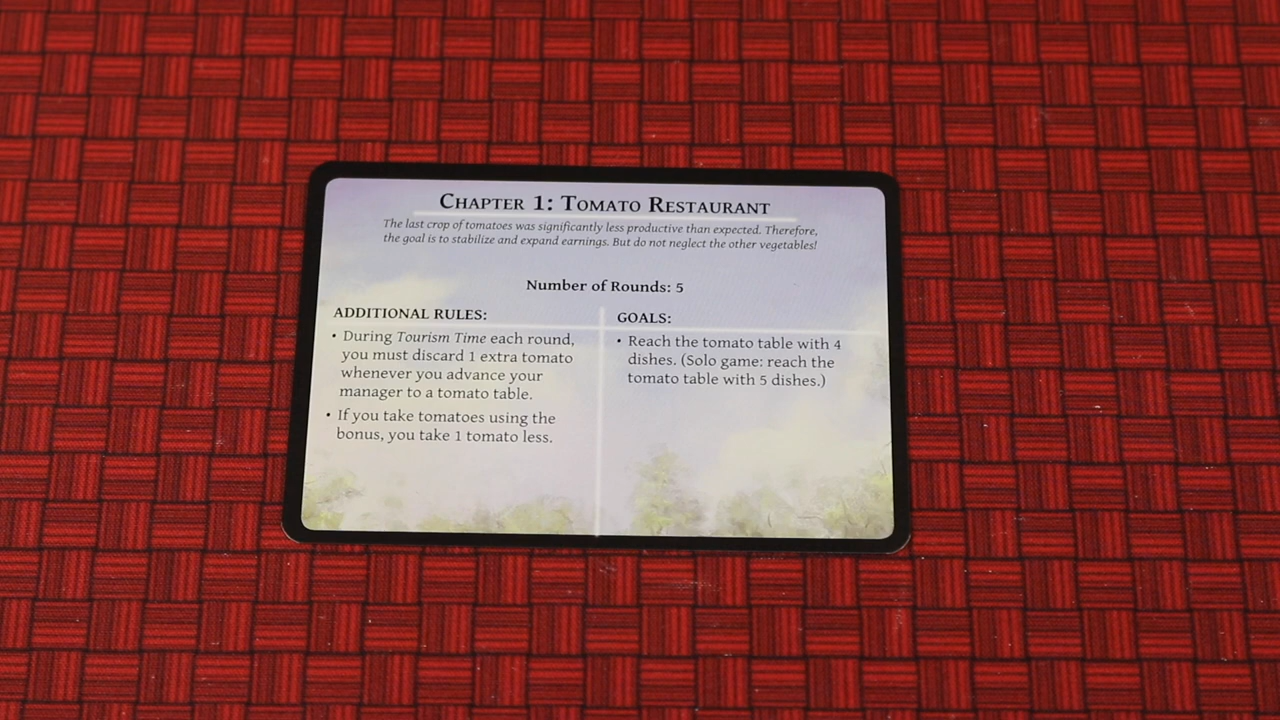 Chapter 1: Tomato Restaurant
The last crop of tomatoes was significantly less productive than expected. Therefore,
the goal is to stabilize and expand earnings. But do not neglect the other vegetables!
Number of Rounds: 5
ADDITIONAL RULES:
• During Tourism Time each round,
you must discard 1 extra tomato
whenever you advance your
manager to a tomato table.
• If you take tomatoes using the
bonus, you take 1 tomato less.
GOALS:
• Reach the tomato table with 4
dishes. (Solo game: reach the
tomato table with 5 dishes.)